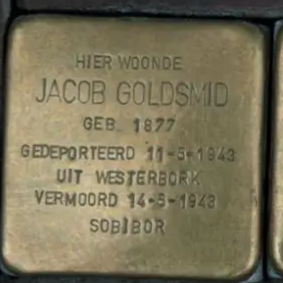 HIER WOONDE
JACOB GOLDSMID
GEB. 1877
GEDEPORTEERD 11-5-1943
UIT WESTERBORK
VERMOORD 14-5-1943
SOBIBOR